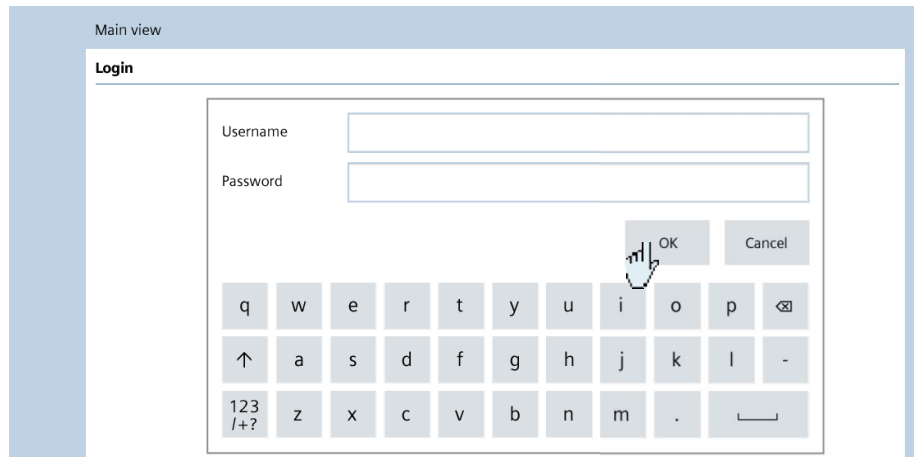 Main view
Login
Username
Password
OK Cancel
q w e r t y u i o p ⌫
↑ a s d f g h j k l -
123
/+? z x c v b n m .